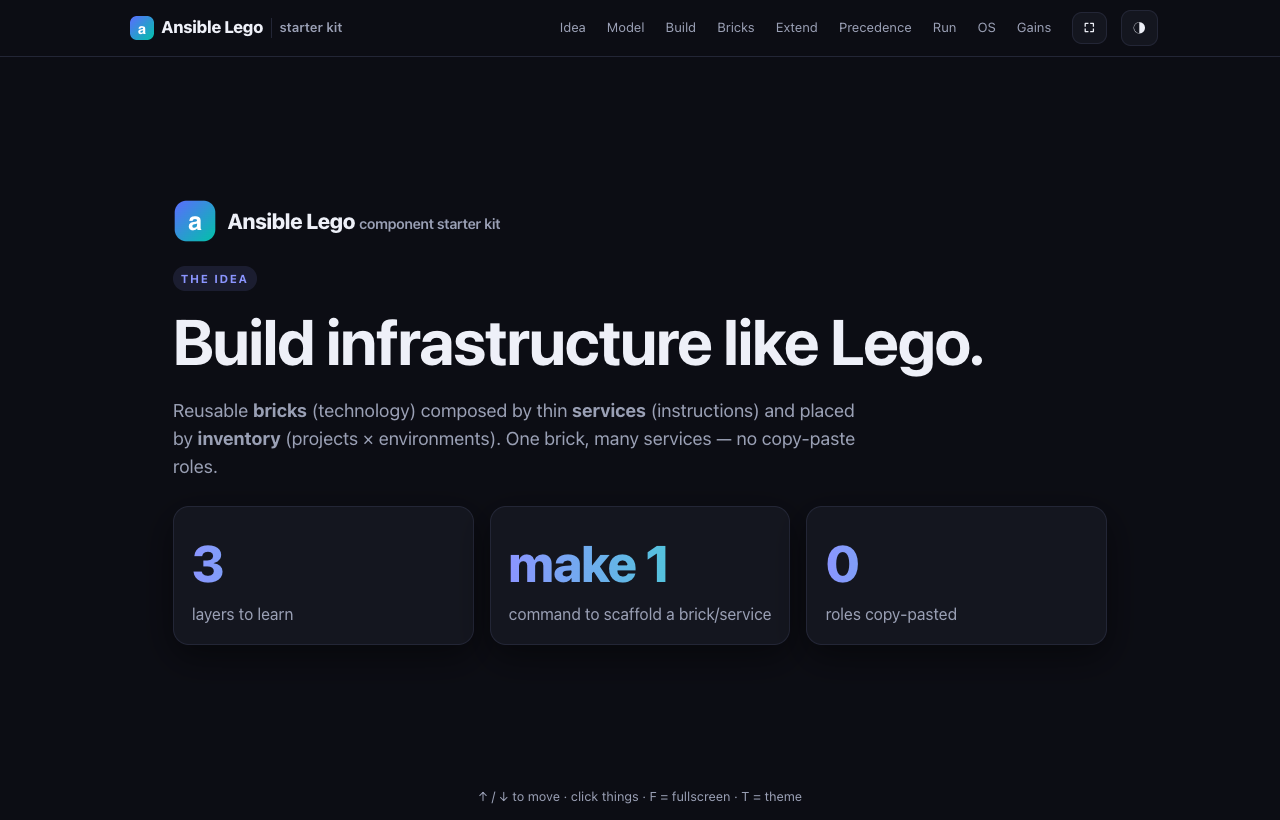 a Ansible Lego starter kit Idea Model Build Bricks Extend Precedence Run OS Gains
a Ansible Lego component starter kit
THE IDEA
Build infrastructure like Lego.
Reusable bricks (technology) composed by thin services (instructions) and placed
by inventory (projects × environments). One brick, many services — no copy-paste
roles.
3
layers to learn
make 1
command to scaffold a brick/service
0
roles copy-pasted
↑ / ↓ to move · click things · F = fullscreen · T = theme